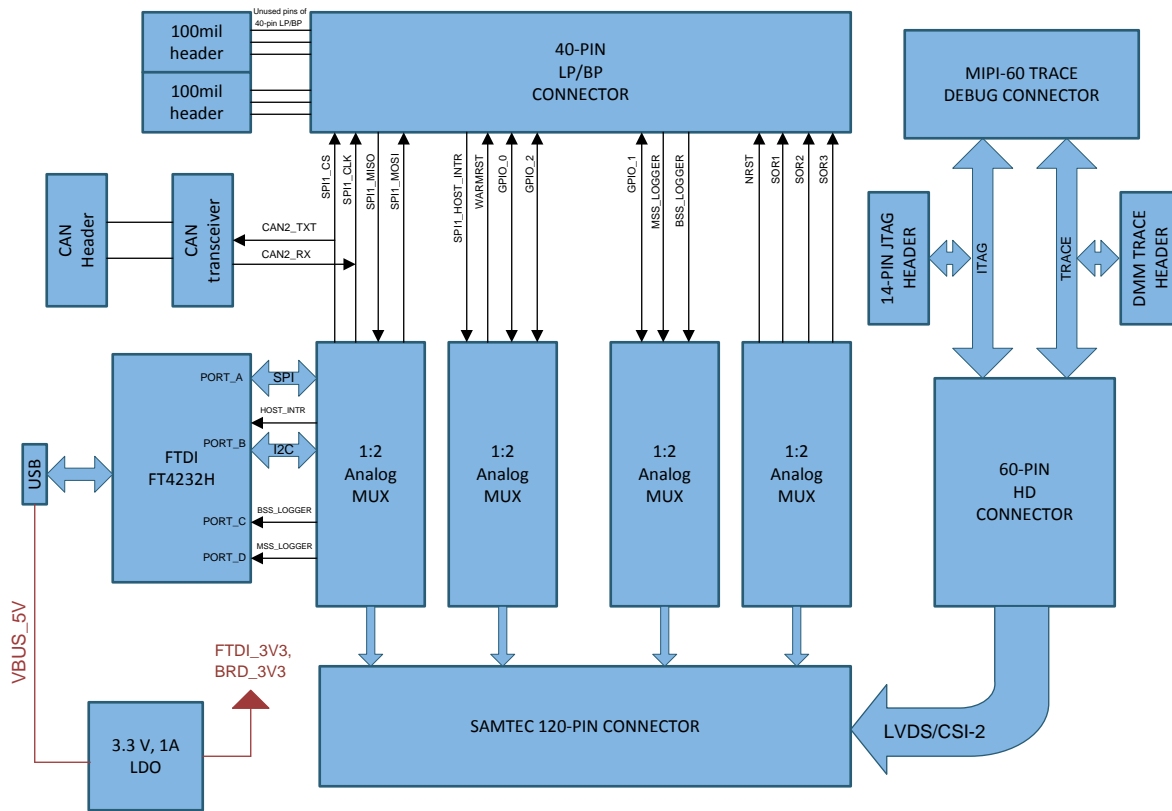 Unused pins of
40-pin LP/BP
100mil
header
100mil
header
40-PIN
LP/BP
CONNECTOR
MIPI-60 TRACE
DEBUG CONNECTOR
SPI1_CS
SPI1_CLK
SPI1_MISO
SPI1_MOSI
SPI1_HOST_INTR
WARMRST
GPIO_0
GPIO_2
GPIO_1
MSS_LOGGER
BSS_LOGGER
NRST
SOR1
SOR2
SOR3
CAN
Header
CAN
transceiver
CAN2_TXT
CAN2_RX
14-PIN JTAG
HEADER
ITAG
TRACE
DMM TRACE
HEADER
USB
FTDI
FT4232H
PORT_A
PORT_B
PORT_C
PORT_D
SPI
HOST_INTR
I2C
BSS_LOGGER
MSS_LOGGER
1:2
Analog
MUX
1:2
Analog
MUX
1:2
Analog
MUX
1:2
Analog
MUX
60-PIN
HD
CONNECTOR
VBUS_5V
FTDI_3V3,
BRD_3V3
3.3 V, 1A
LDO
SAMTEC 120-PIN CONNECTOR
LVDS/CSI-2